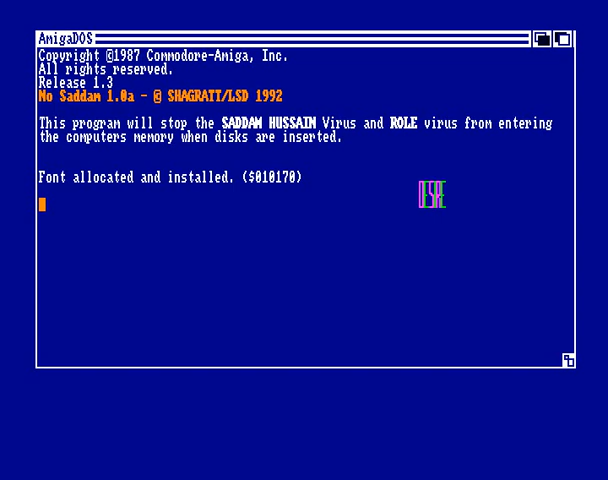 AmigaDOS
Copyright ©1987 Commodore-Amiga, Inc.
All rights reserved.
Release 1.3
No Saddam 1.0a - @ SHAGRATT/LSD 1992
This program will stop the SADDAM HUSSAIN Virus and ROLE virus from entering
the computers memory when disks are inserted.
Font allocated and installed. ($010170)